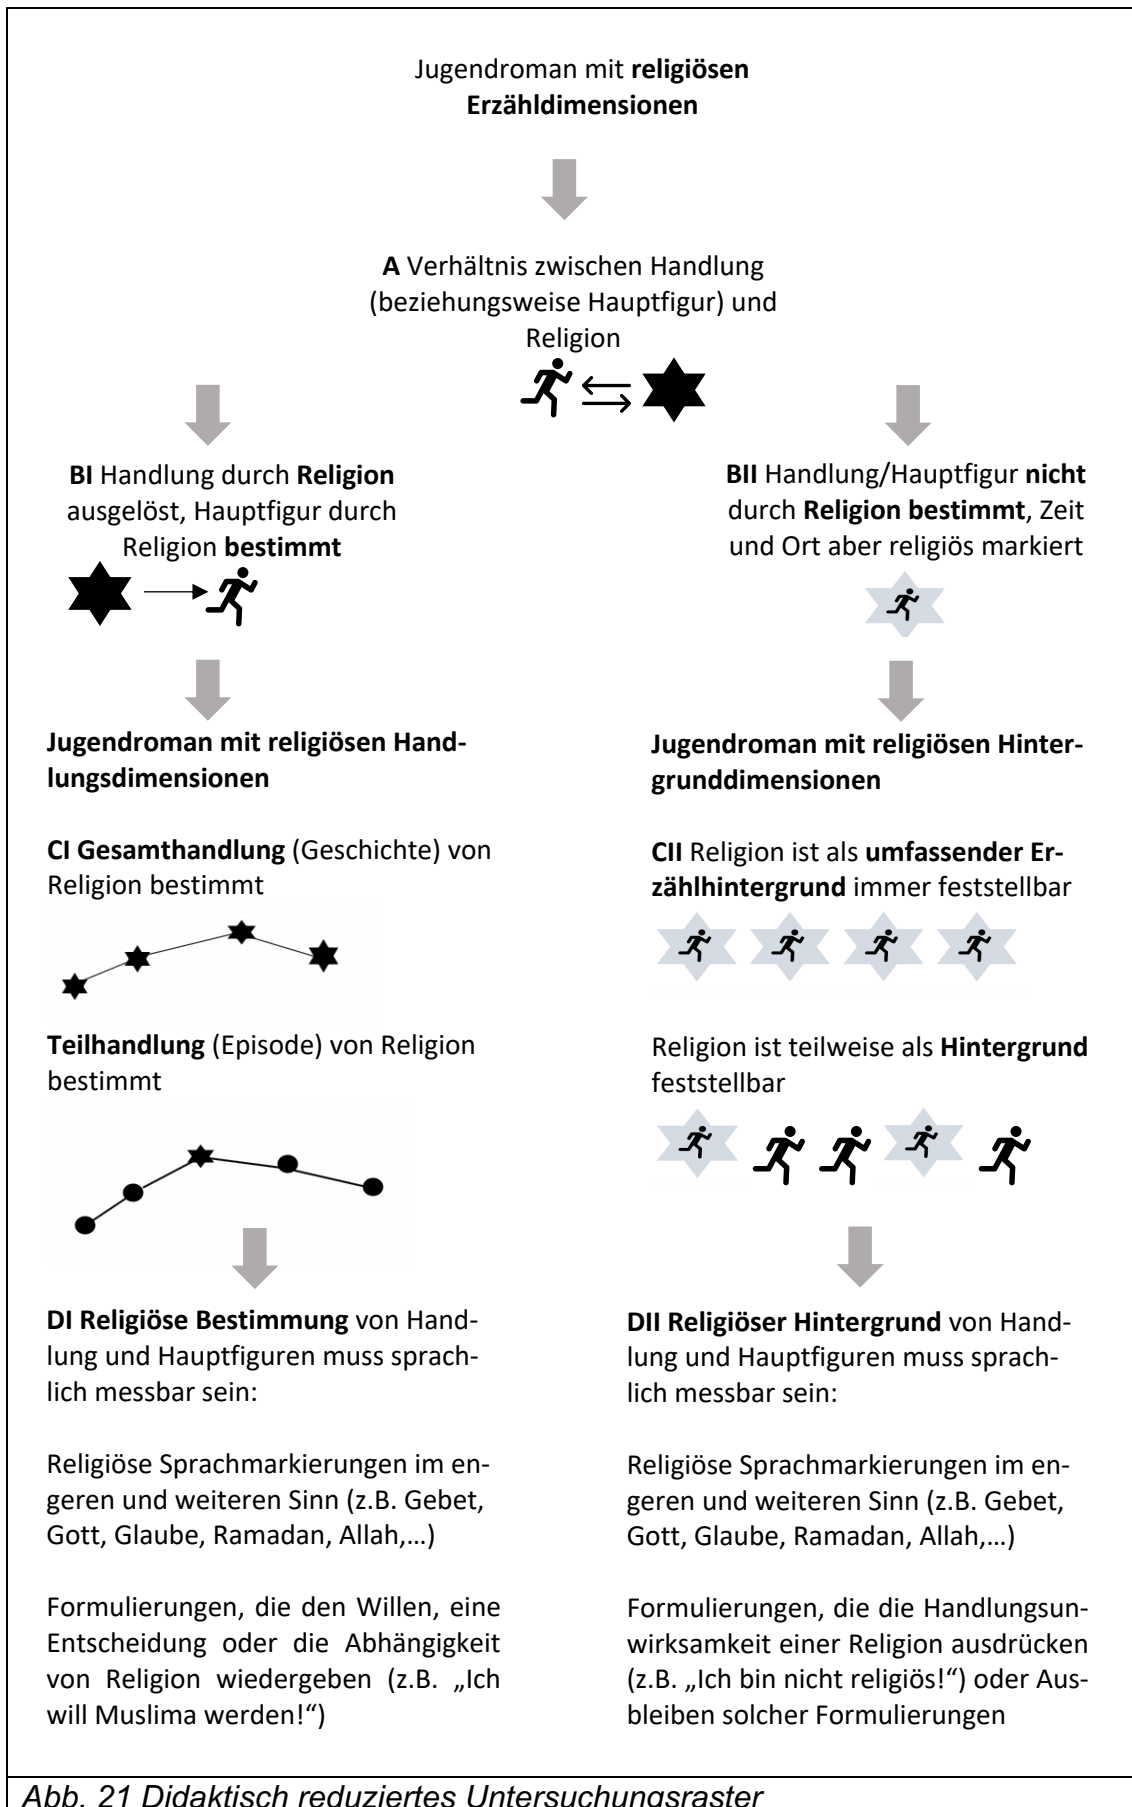 Jugendroman mit religiösen
Erzähldimensionen
A Verhältnis zwischen Handlung
(beziehungsweise Hauptfigur) und
Religion
BI Handlung durch Religion
ausgelöst, Hauptfigur durch
Religion bestimmt
BII Handlung/Hauptfigur nicht
durch Religion bestimmt, Zeit
und Ort aber religiös markiert
Jugendroman mit religiösen Hand-
lungsdimensionen
CI Gesamthandlung (Geschichte) von
Religion bestimmt
Teilhandlung (Episode) von Religion
bestimmt
Jugendroman mit religiösen Hinter-
grunddimensionen
CII Religion ist als umfassender Er-
zählhintergrund immer feststellbar
Religion ist teilweise als Hintergrund
feststellbar
DI Religiöse Bestimmung von Hand-
lung und Hauptfiguren muss sprach-
lich messbar sein:
Religiöse Sprachmarkierungen im en-
geren und weiteren Sinn (z.B. Gebet,
Gott, Glaube, Ramadan, Allah,…)
Formulierungen, die den Willen, eine
Entscheidung oder die Abhängigkeit
von Religion wiedergeben (z.B. „Ich
will Muslima werden!“)
DII Religiöser Hintergrund von Hand-
lung und Hauptfiguren muss sprach-
lich messbar sein:
Religiöse Sprachmarkierungen im en-
geren und weiteren Sinn (z.B. Gebet,
Gott, Glaube, Ramadan, Allah,…)
Formulierungen, die die Handlungsun-
wirksamkeit einer Religion ausdrücken
(z.B. „Ich bin nicht religiös!“) oder Aus-
bleiben solcher Formulierungen
Abb. 21 Didaktisch reduziertes Untersuchungsraster